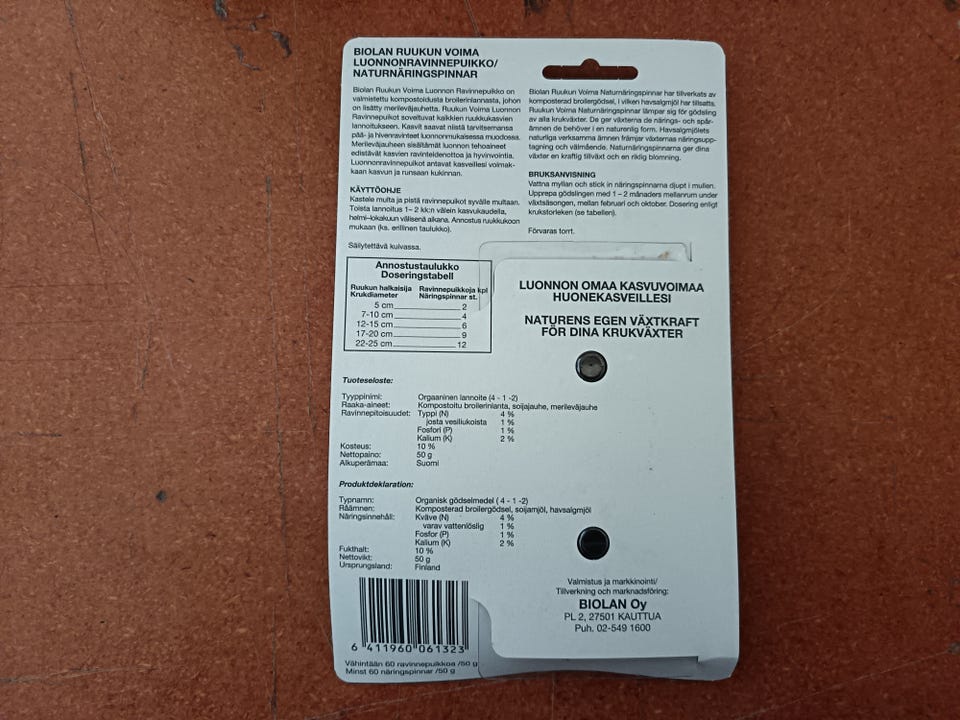 BIOLAN RUUKUN VOIMA
LUONNONRAVINNEPUIKKO/
NATURNÄRINGSPINNAR
Biolan Ruukun Voima Luonnon Ravinnepuikko on
valmistettu kompostoidusta broileriniannasta, johon
on lisätty merileväjauhetta. Ruukun Voima Luonnon
Ravinnepuikot soveltuvat kaikkien ruukkukasvien
lannoitukseen. Kasvit saavat niistä tarvitsemansa
pää- ja hivenravinteet luonnonmukaisessa muodossa.
Merileväjauheen sisältämät luonnon tehoaineet
edistävät kasvien ravinteidenottoa ja hyvinvointia.
Luonnonravinnepuikot antavat kasveillesi voimak-
kaan kasvun ja runsaan kukinnan.
KÄYTTÖOHJE
Kastele multa ja pistä ravinnepuikot syvälle multaan.
Toista lannoitus 1–2 kk:n välein kasvukaudella,
helmi–lokakuun välisenä aikana. Annostus ruukkukoon
mukaan (ks. erillinen taulukko).
Säilytettävä kuivassa.
Biolan Ruukun Voima Naturnäringspinnar har tillverkats av
komposterad broilergödsel, i vilken havsalgmjöl har tillsatts.
Ruukun Voima Naturnäringspinnar lämpar sig för gödsling
av alla krukväxter. De ger växterna de närings- och spår-
ämnen de behöver i en naturenlig form. Havsalgmjölets
naturliga verksamma ämnen främjar växternas näringsupp-
tagning och välmående. Naturnäringspinnarna ger dina
växter en kraftig tillväxt och en riklig blomning.
BRUKSANVISNING
Vattna myllan och stick in näringspinnarna djupt i mullen.
Upprepa gödslingen med 1 – 2 månaders mellanrum under
växtsäsongen, mellan februari och oktober. Dosering enligt
krukstorleken (se tabellen).
Förvaras torrt.
Annostustaulukko
Doseringstabell
Ruukun halkaisija Ravinnepuikkoja kpl
Krukdiameter Näringspinnar st.
5 cm 2
7-10 cm 4
12-15 cm 6
17-20 cm 9
22-25 cm 12
LUONNON OMAA KASVUVOIMAA
HUONEKASVEILLESI
NATURENS EGEN VÄXTKRAFT
FÖR DINA KRUKVÄXTER
Tuoteseloste:
Tyyppinimi: Orgaaninen lannoite (4 - 1 -2)
Raaka-aineet: Kompostoitu broilerinlanta, soijajauhe, merileväjauhe
Ravinnepitoisuudet: Typpi (N) 4 %
josta vesiliukoista 1 %
Fosfori (P) 1 %
Kalium (K) 2 %
Kosteus: 10 %
Nettopaino: 50 g
Alkuperämaa: Suomi
Produktdeklaration:
Typnamn: Organisk gödselmedel ( 4 - 1 -2)
Råämnen: Komposterad broilergödsel, soijamjöl, havsalgmjöl
Näringsinnehåll: Kväve (N) 4 %
varav vattenlöslig 1 %
Fosfor (P) 1 %
Kalium (K) 2 %
Fukthalt: 10 %
Nettovikt: 50 g
Ursprungsland: Finland
6 411960 061323
Vähintään 60 ravinnepuikkoa /50 g
Minst 60 näringspinnar /50 g
Valmistus ja markkinointi/
Tillverkning och marknadsföring:
BIOLAN Oy
PL 2, 27501 KAUTTUA
Puh. 02-549 1600